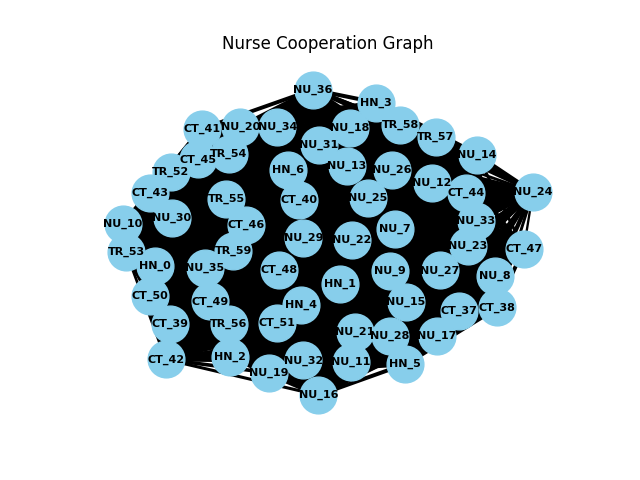 Nurse Cooperation Graph
NU_36
HN_3
CT_41
NU_20
NU_34
NU_18
TR_58
TR_57
NU_31
CT_45
TR_54
NU_14
TR_52
HN_6
NU_13
NU_26
NU_12
CT_43
CT_44
NU_24
TR_55
CT_40
NU_25
NU_10
NU_30
CT_46
NU_33
NU_7
TR_53
TR_59
NU_29
NU_22
NU_23
CT_47
HN_0
NU_35
CT_48
NU_9
NU_27
NU_8
HN_1
CT_50
CT_49
HN_4
NU_15
CT_37
CT_38
CT_39
TR_56
CT_51
NU_21
NU_28
NU_17
CT_42
HN_2
NU_32
NU_11
HN_5
NU_19
NU_16